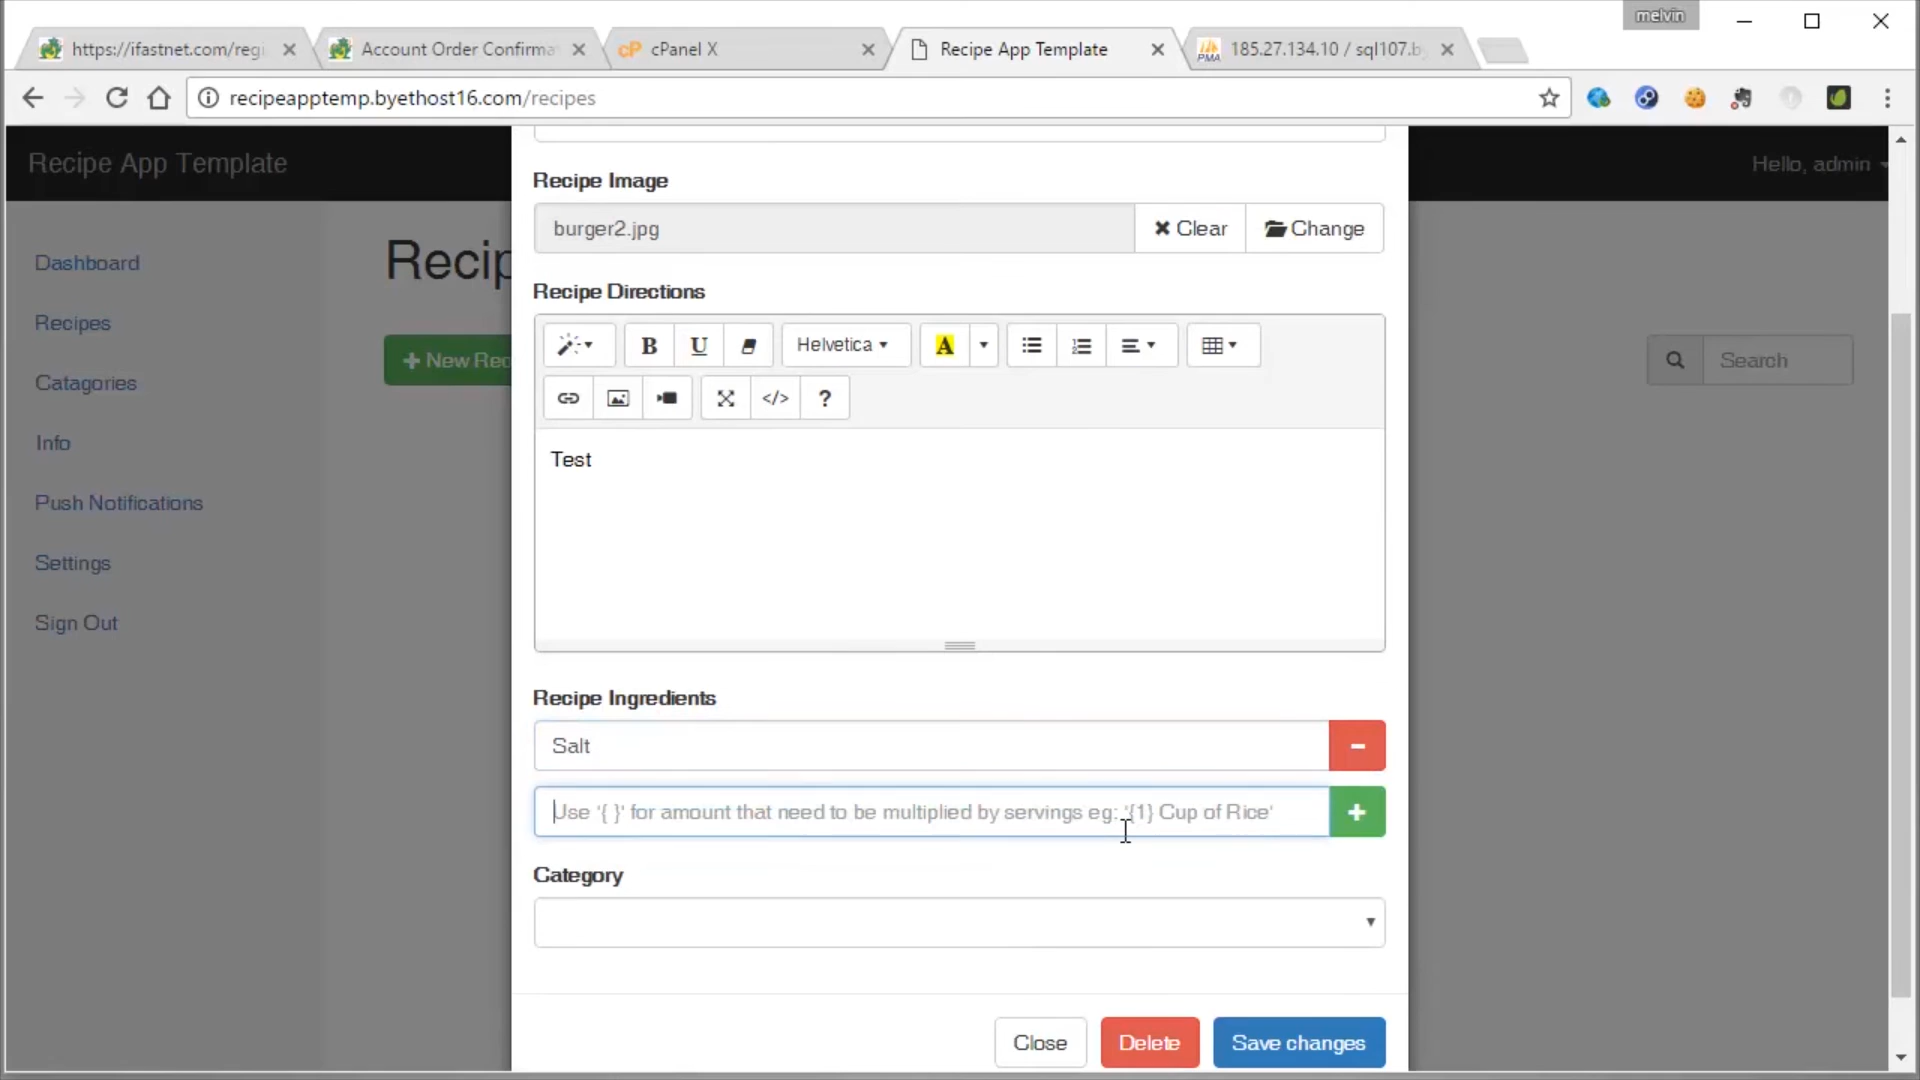 melvin
https://ifastnet.com/regi
Account Order Confirma
cP cPanel X
Recipe App Template
PMA 185.27.134.10 / sql107.b
recipeapptemp.byethost16.com/recipes
Recipe App Template
Hello, admin
Dashboard
Recipes
Catagories
Info
Push Notifications
Settings
Sign Out
Recip
New Rec
Search
Recipe Image
burger2.jpg
Clear
Change
Recipe Directions
B U Helvetica A
</> ?
Test
Recipe Ingredients
Salt
Use '{ }' for amount that need to be multiplied by servings eg: '{1} Cup of Rice'
Category
Close
Delete
Save changes